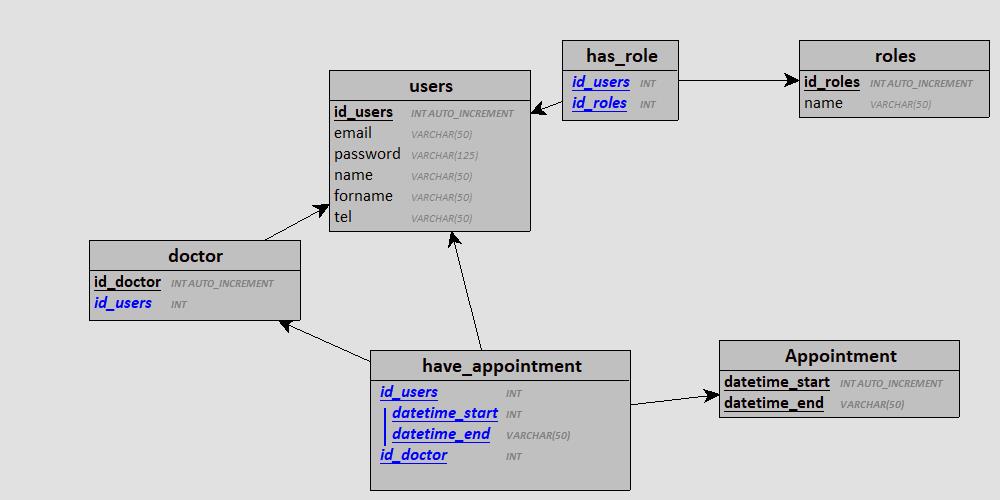 has_role
id_users INT
id_roles INT
roles
id_roles INT AUTO_INCREMENT
name VARCHAR(50)
users
id_users INT AUTO_INCREMENT
email VARCHAR(50)
password VARCHAR(125)
name VARCHAR(50)
forname VARCHAR(50)
tel VARCHAR(50)
doctor
id_doctor INT AUTO_INCREMENT
id_users INT
have_appointment
id_users INT
datetime_start INT
datetime_end VARCHAR(50)
id_doctor INT
Appointment
datetime_start INT AUTO_INCREMENT
datetime_end VARCHAR(50)